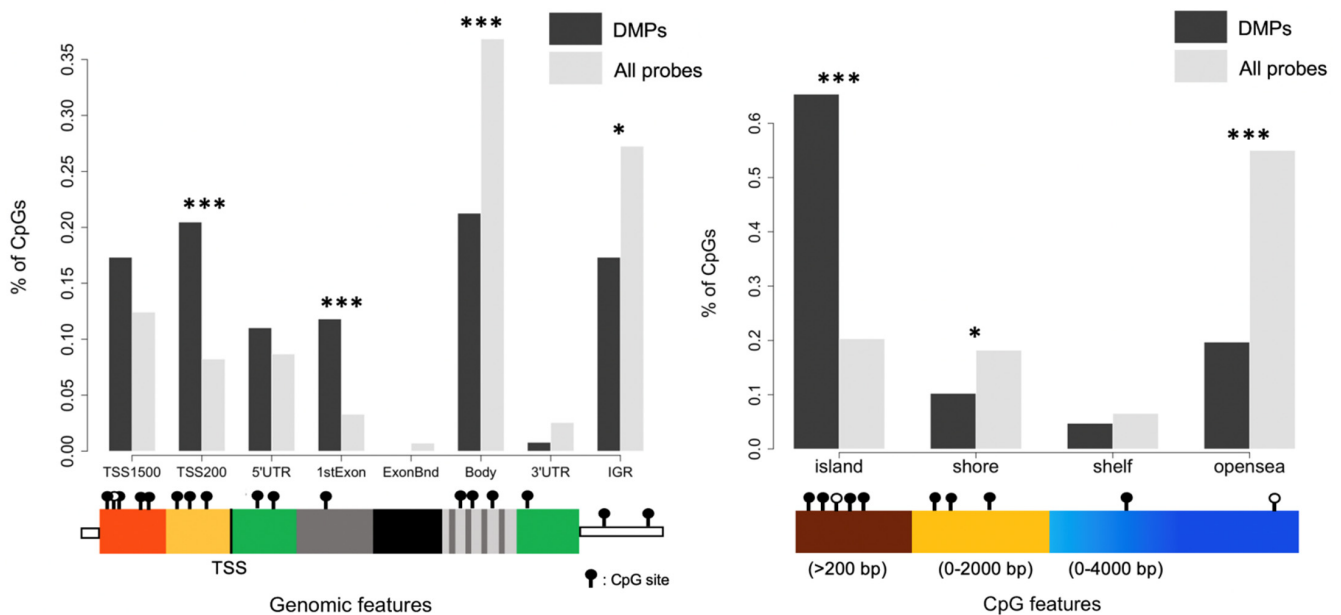 % of CpGs
0.35
0.30
0.25
0.20
0.15
0.10
0.05
0.00
***
***
***
*
DMPs
All probes
TSS1500 TSS200 5'UTR 1stExon ExonBnd Body 3'UTR IGR
TSS
: CpG site
Genomic features
% of CpGs
0.6
0.5
0.4
0.3
0.2
0.1
0.0
***
*
***
DMPs
All probes
island shore shelf opensea
(>200 bp) (0-2000 bp) (0-4000 bp)
CpG features